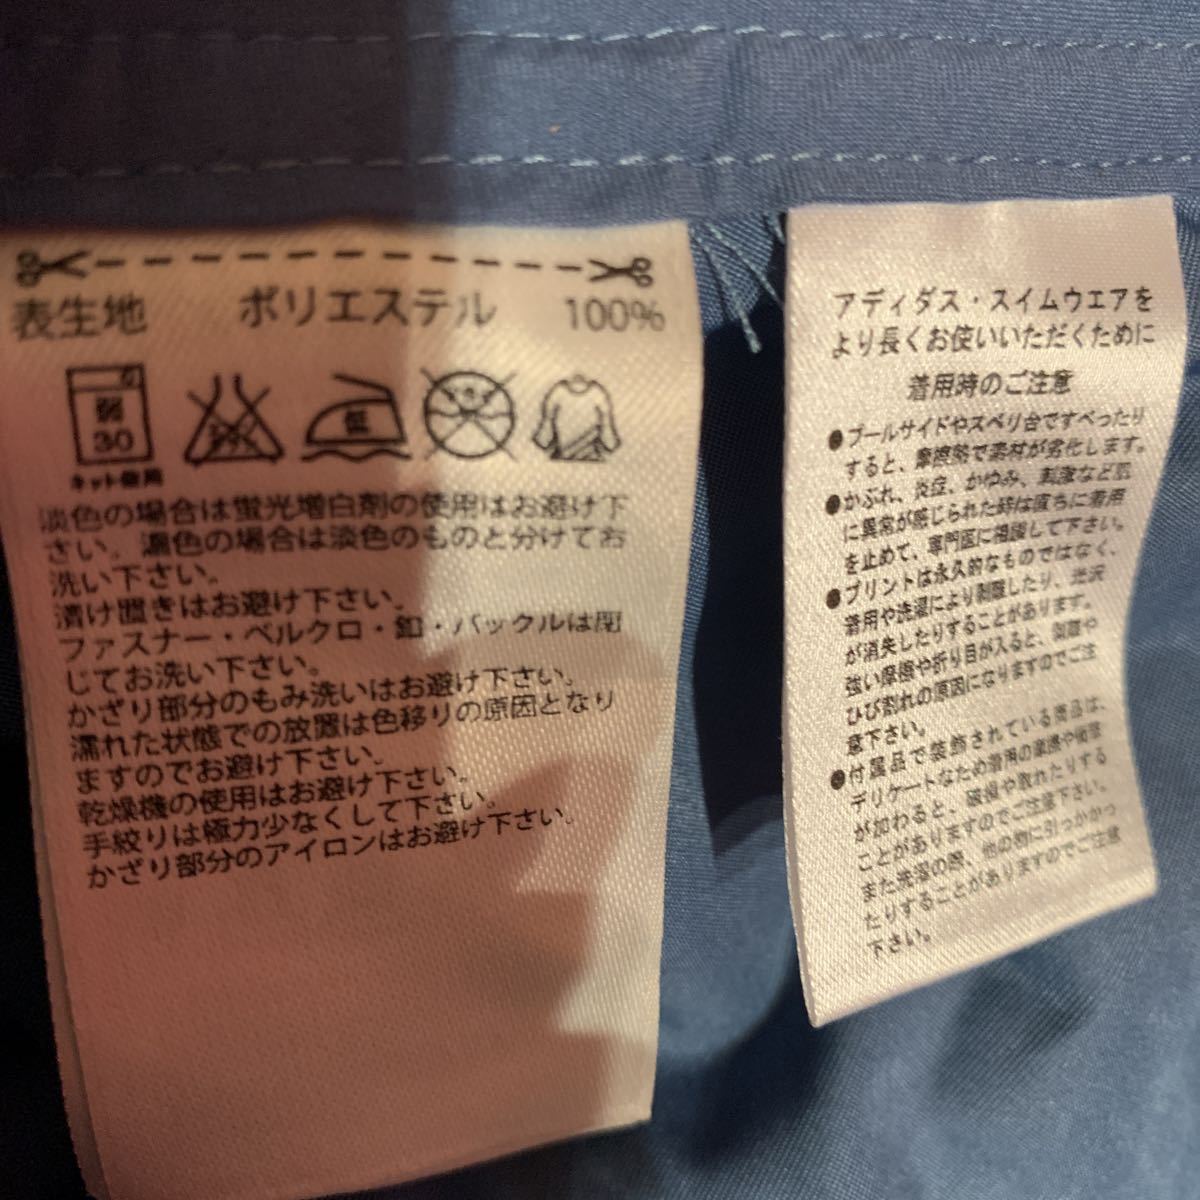 表生地 ポリエステル 100%
弱
30
ネット使用
低
淡色の場合は蛍光増白剤の使用はお避け下
さい。濃色の場合は淡色のものと分けてお
洗い下さい。
漬け置きはお避け下さい。
ファスナー・ベルクロ・釦・バックルは閉
じてお洗い下さい。
かざり部分のもみ洗いはお避け下さい。
濡れた状態での放置は色移りの原因となり
ますのでお避け下さい。
乾燥機の使用はお避け下さい。
手絞りは極力少なくして下さい。
かざり部分のアイロンはお避け下さい。
アディダス・スイムウエアを
より長くお使いいただくために
着用時のご注意
●プールサイドやスベリ台ですべったり
すると、摩擦熱で素材が劣化します。
●かぶれ、炎症、かゆみ、刺激など肌
に異常が感じられた時は直ちに着用
を止めて、専門医に相談して下さい。
●プリントは永久的なものではなく、
着用や洗濯により剥離したり、光沢
が消失したりすることがあります。
強い摩擦や折り目が入ると、剥離や
ひび割れの原因になりますのでご注
意下さい。
●付属品で装飾されている商品は、
デリケートなため着用の摩擦や衝撃
が加わると、破損や取れたりする
ことがありますのでご注意下さい。
また洗濯の際、他の物に引っかかっ
たりすることがありますのでご注意
下さい。